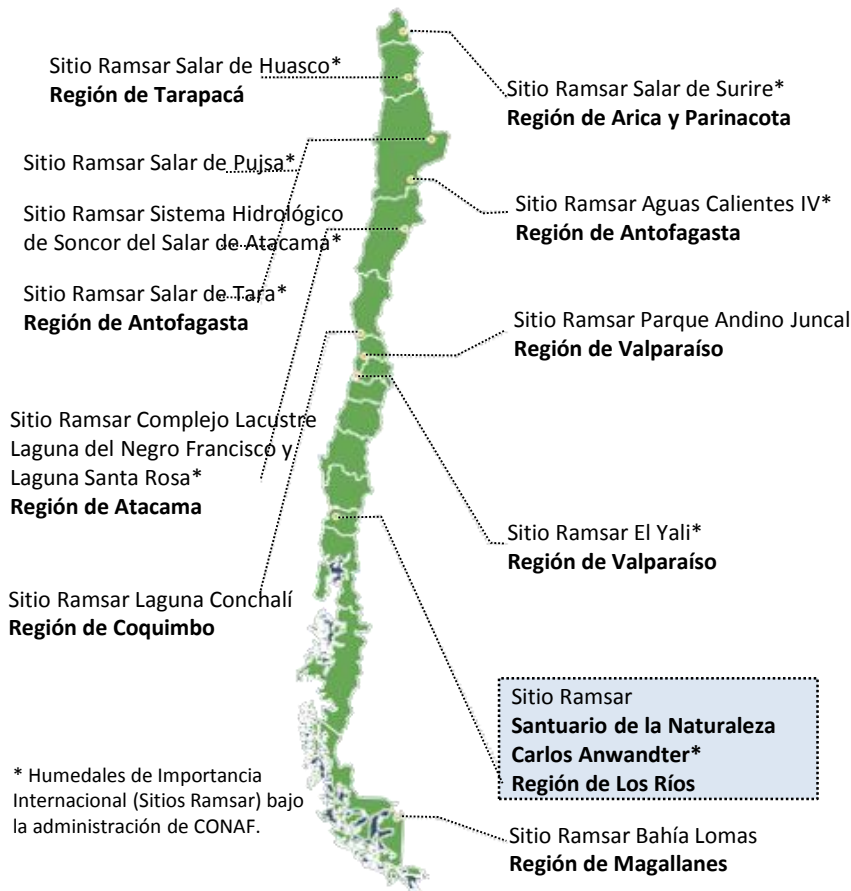 Sitio Ramsar Salar de Huasco*
Región de Tarapacá
Sitio Ramsar Salar de Pujsa*
Sitio Ramsar Sistema Hidrológico
de Soncor del Salar de Atacama*
Sitio Ramsar Salar de Tara*
Región de Antofagasta
Sitio Ramsar Complejo Lacustre
Laguna del Negro Francisco y
Laguna Santa Rosa*
Región de Atacama
Sitio Ramsar Laguna Conchalí
Región de Coquimbo
* Humedales de Importancia
Internacional (Sitios Ramsar) bajo
la administración de CONAF.
Sitio Ramsar Salar de Surire*
Región de Arica y Parinacota
Sitio Ramsar Aguas Calientes IV*
Región de Antofagasta
Sitio Ramsar Parque Andino Juncal
Región de Valparaíso
Sitio Ramsar El Yali*
Región de Valparaíso
Sitio Ramsar
Santuario de la Naturaleza
Carlos Anwandter*
Región de Los Ríos
Sitio Ramsar Bahía Lomas
Región de Magallanes